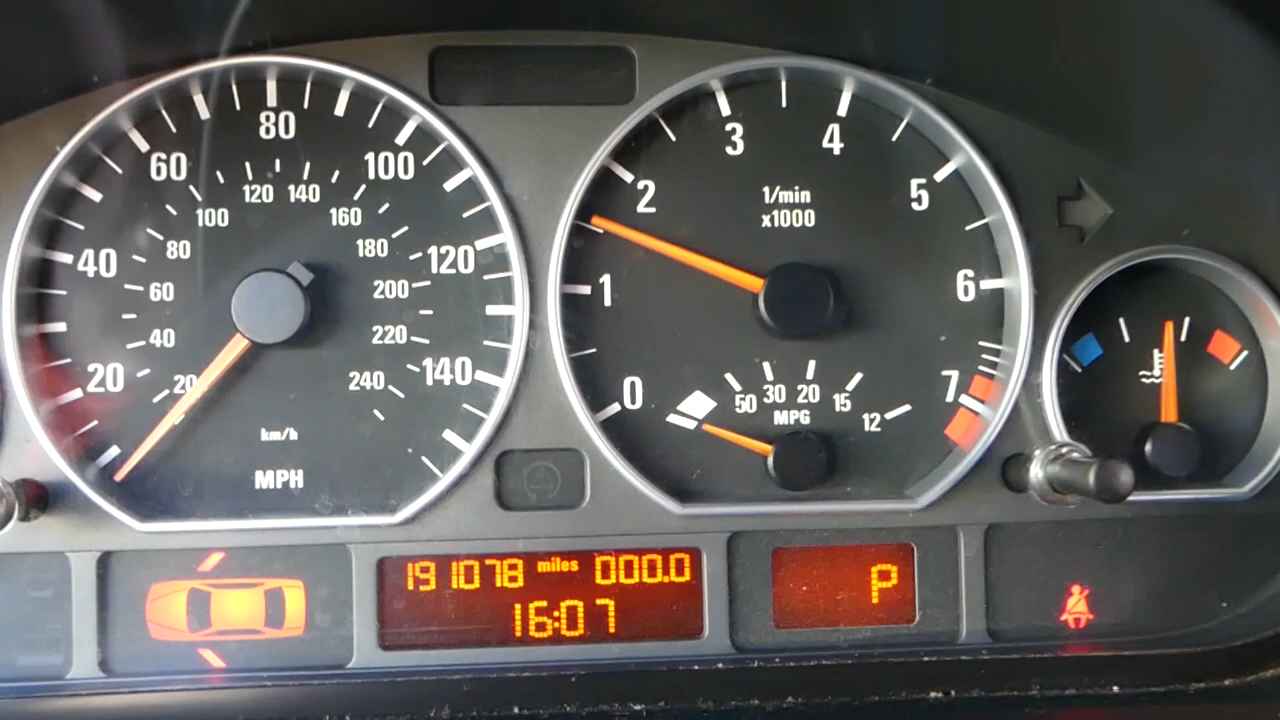 20 40 60 80 100 120 140
20 40 60 80 100 120 140 160 180 200 220 240
km/h
MPH
0 1 2 3 4 5 6 7
1/min
x1000
50 30 20 15 12
MPG
191078 miles 000.0
16:07
P